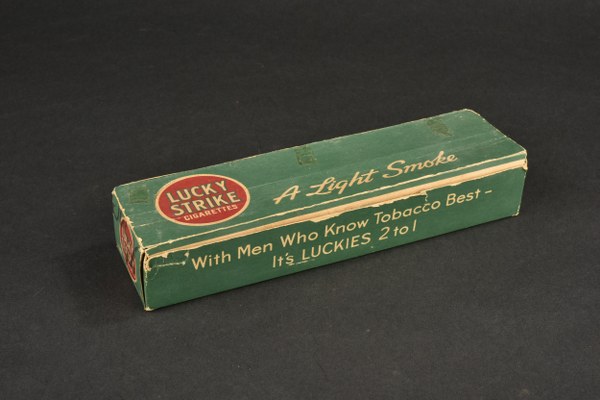 LUCKY
STRIKE
CIGARETTES
A Light Smoke
With Men Who Know Tobacco Best-
It's LUCKIES 2 to 1